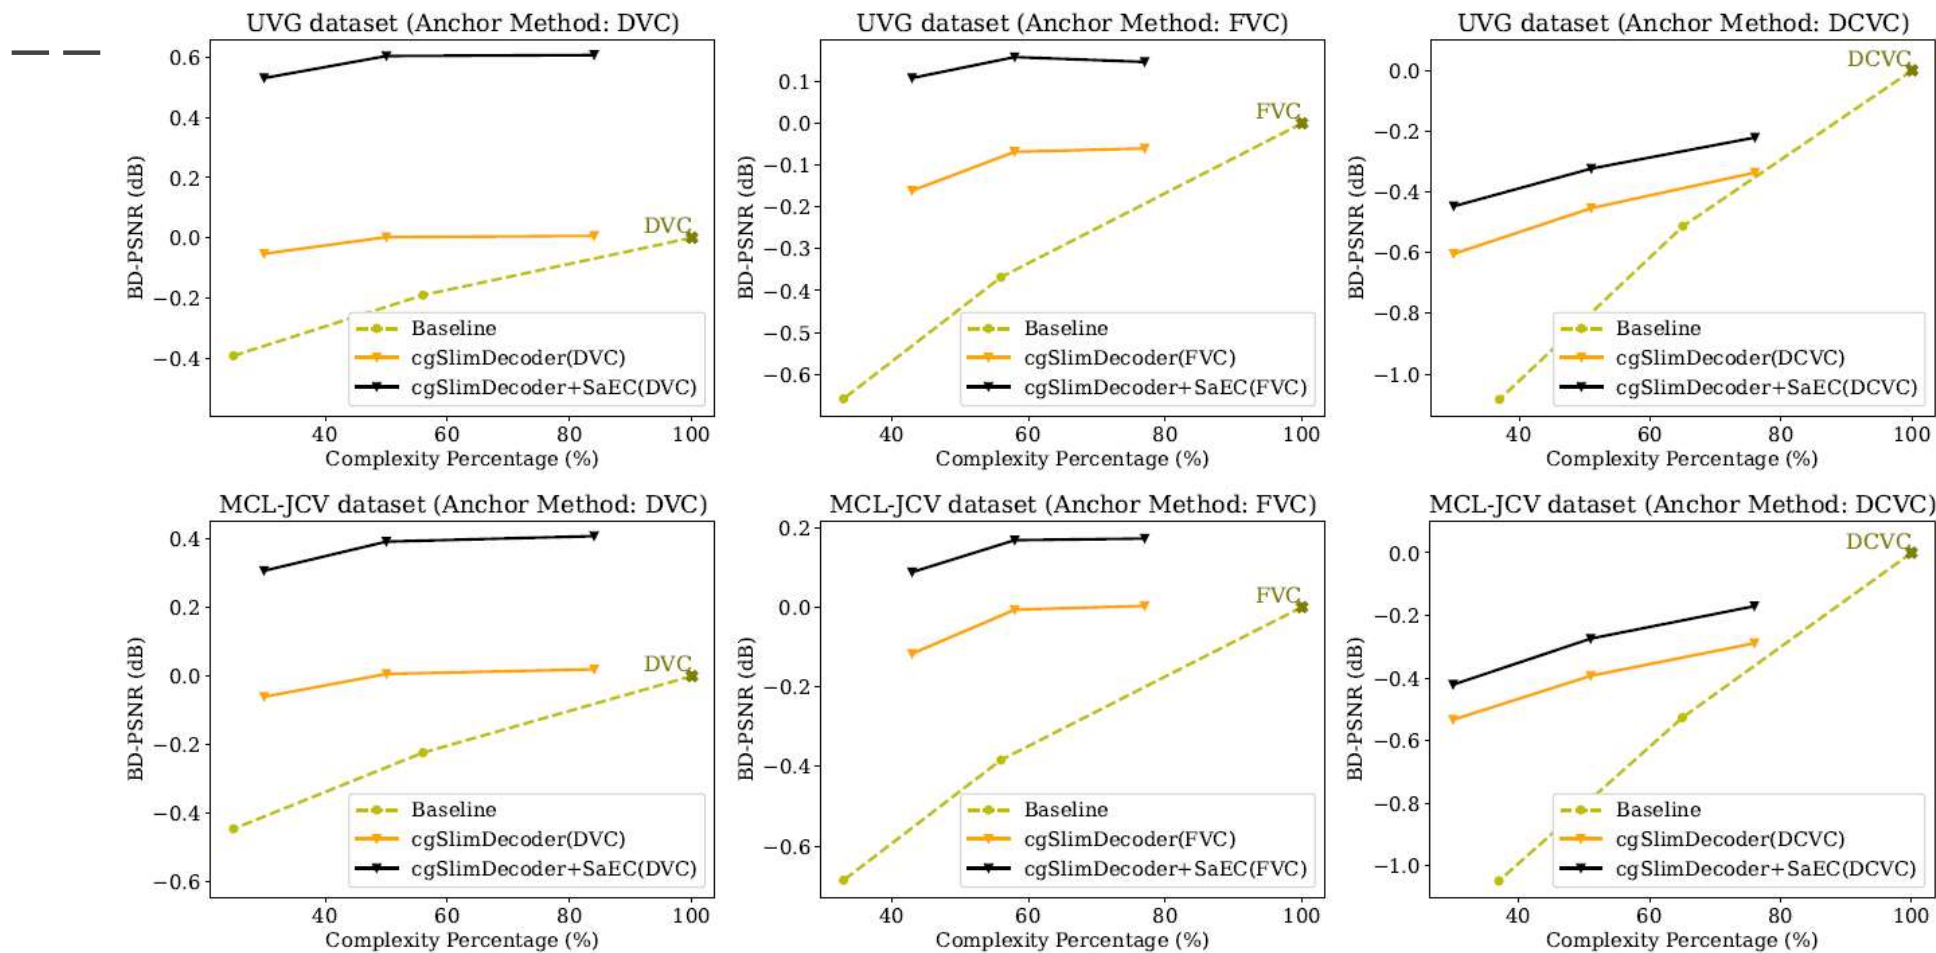 UVG dataset (Anchor Method: DVC)
0.6
0.4
0.2
0.0
−0.2
−0.4
BD-PSNR (dB)
DVC
Baseline
cgSlimDecoder(DVC)
cgSlimDecoder+SaEC(DVC)
40 60 80 100
Complexity Percentage (%)
UVG dataset (Anchor Method: FVC)
0.1
0.0
−0.1
−0.2
−0.3
−0.4
−0.5
−0.6
BD-PSNR (dB)
FVC
Baseline
cgSlimDecoder(FVC)
cgSlimDecoder+SaEC(FVC)
40 60 80 100
Complexity Percentage (%)
UVG dataset (Anchor Method: DCVC)
0.0
−0.2
−0.4
−0.6
−0.8
−1.0
BD-PSNR (dB)
DCVC
Baseline
cgSlimDecoder(DCVC)
cgSlimDecoder+SaEC(DCVC)
40 60 80 100
Complexity Percentage (%)
MCL-JCV dataset (Anchor Method: DVC)
0.4
0.2
0.0
−0.2
−0.4
−0.6
BD-PSNR (dB)
DVC
Baseline
cgSlimDecoder(DVC)
cgSlimDecoder+SaEC(DVC)
40 60 80 100
Complexity Percentage (%)
MCL-JCV dataset (Anchor Method: FVC)
0.2
0.0
−0.2
−0.4
−0.6
BD-PSNR (dB)
FVC
Baseline
cgSlimDecoder(FVC)
cgSlimDecoder+SaEC(FVC)
40 60 80 100
Complexity Percentage (%)
MCL-JCV dataset (Anchor Method: DCVC)
0.0
−0.2
−0.4
−0.6
−0.8
−1.0
BD-PSNR (dB)
DCVC
Baseline
cgSlimDecoder(DCVC)
cgSlimDecoder+SaEC(DCVC)
40 60 80 100
Complexity Percentage (%)